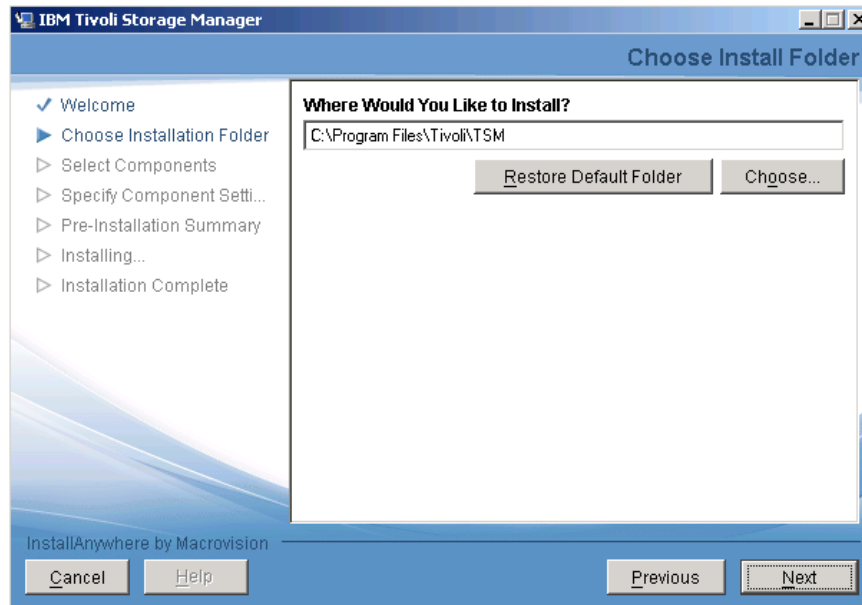 IBM Tivoli Storage Manager
Choose Install Folder
Welcome
Choose Installation Folder
Select Components
Specify Component Setti...
Pre-Installation Summary
Installing...
Installation Complete
Where Would You Like to Install?
C:\Program Files\Tivoli\TSM
Restore Default Folder
Choose...
InstallAnywhere by Macrovision
Cancel
Help
Previous
Next